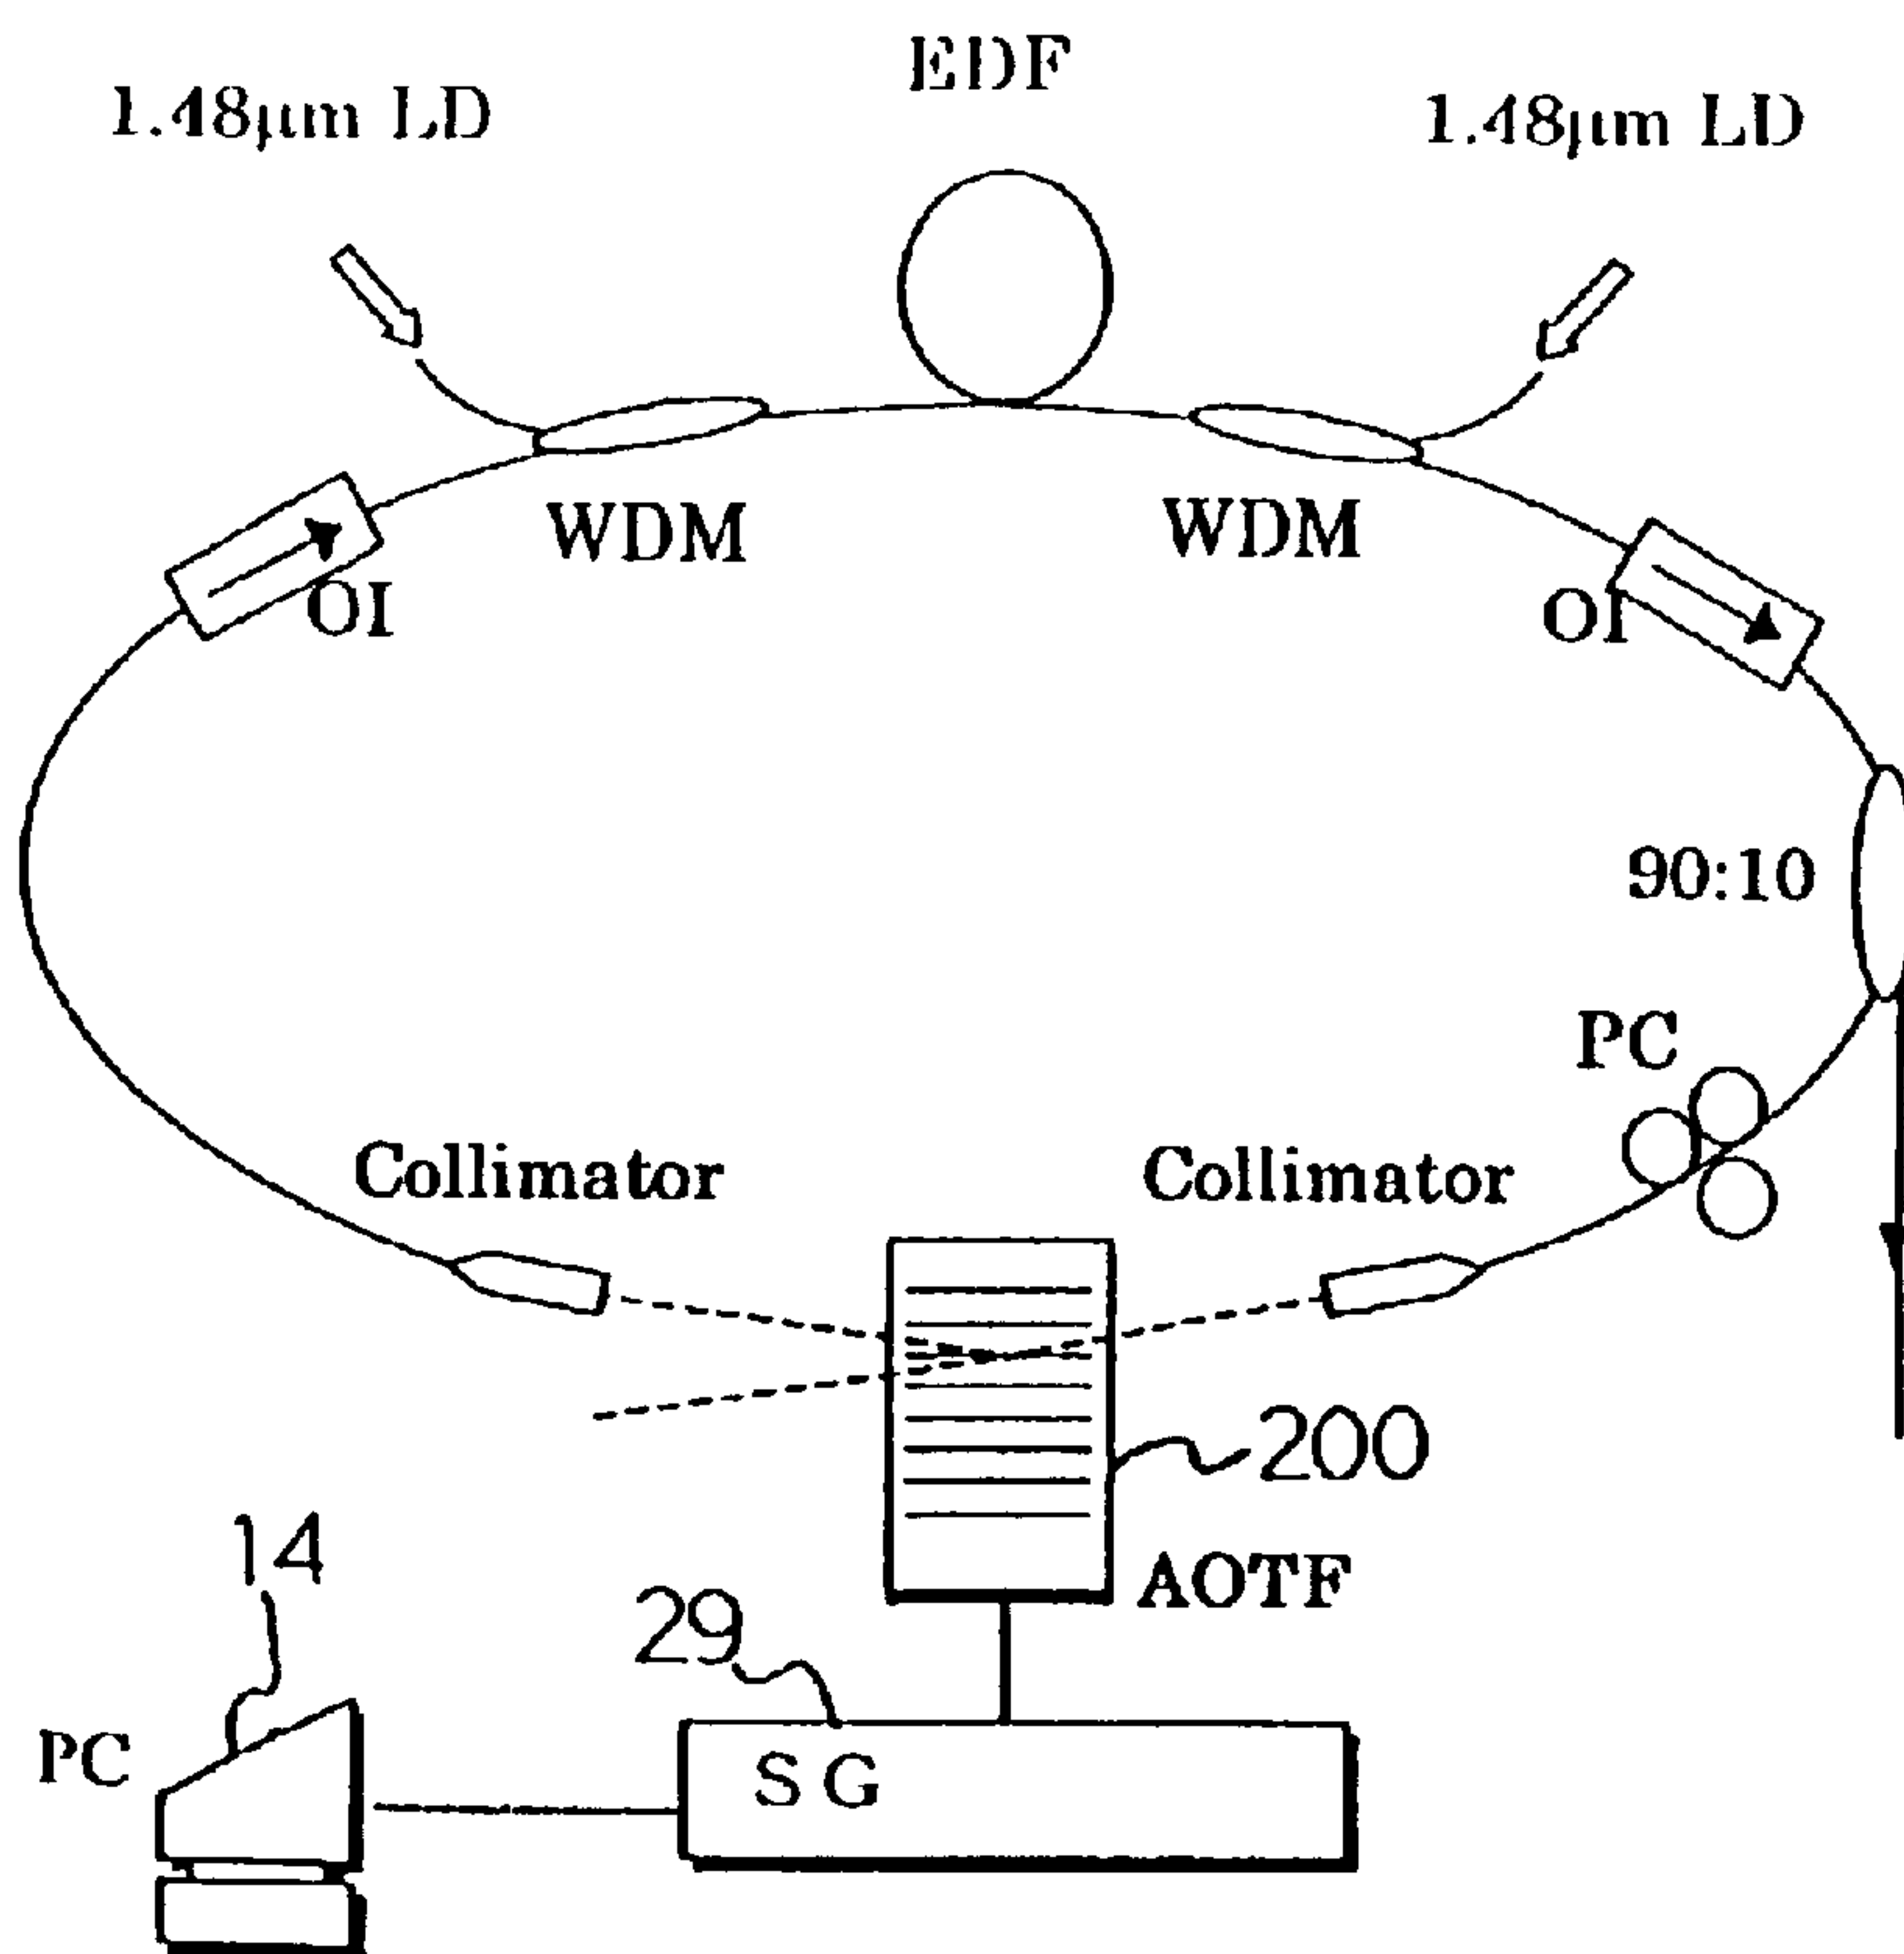 EDF
1.48μm LD
1.48μm LD
WDM
WDM
OI
OI
90:10
PC
Collimator
Collimator
200
14
AOTF
29
PC
SG